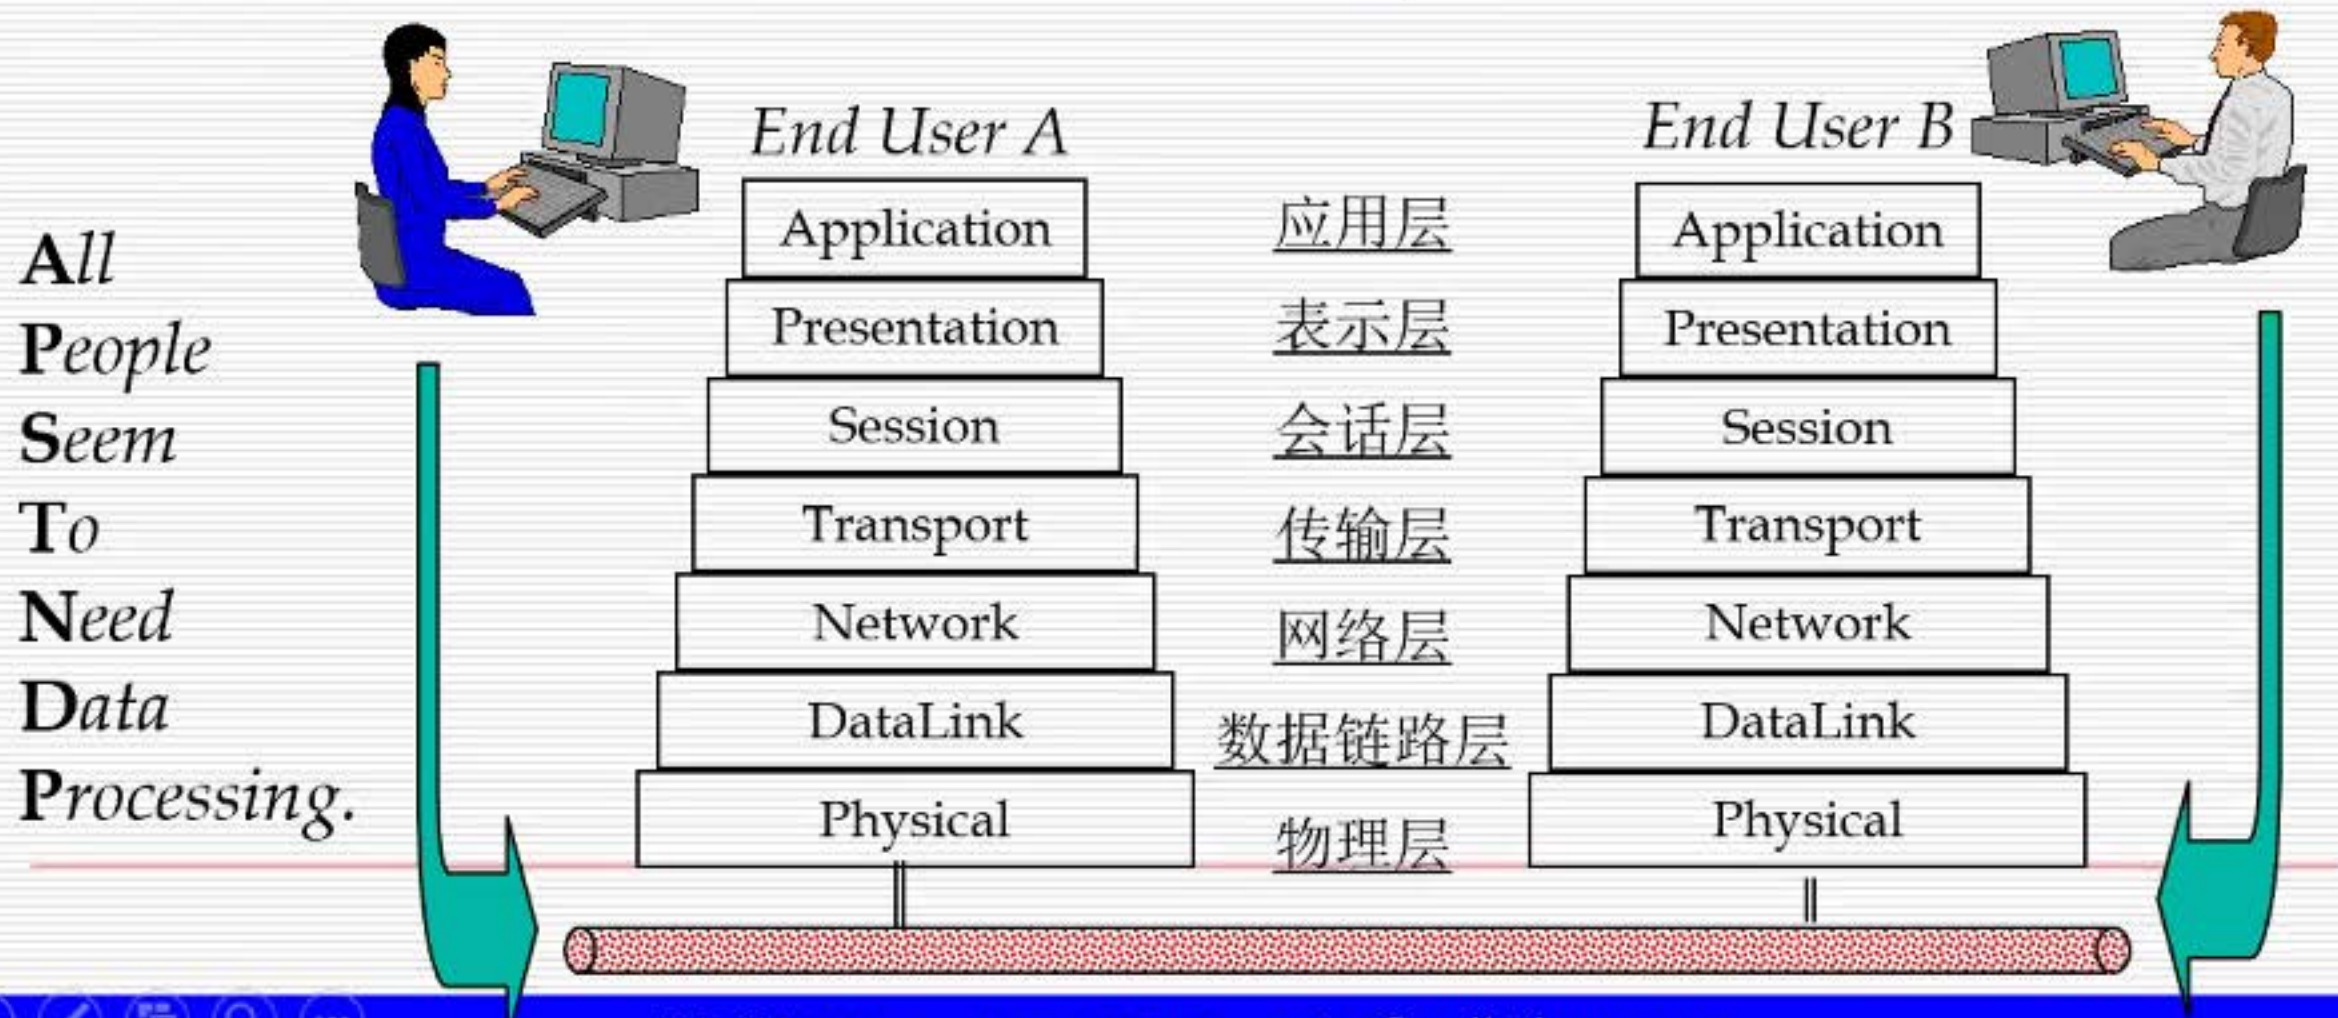 All
People
Seem
To
Need
Data
Processing.
End User A
Application
Presentation
Session
Transport
Network
DataLink
Physical
应用层
表示层
会话层
传输层
网络层
数据链路层
物理层
End User B
Application
Presentation
Session
Transport
Network
DataLink
Physical